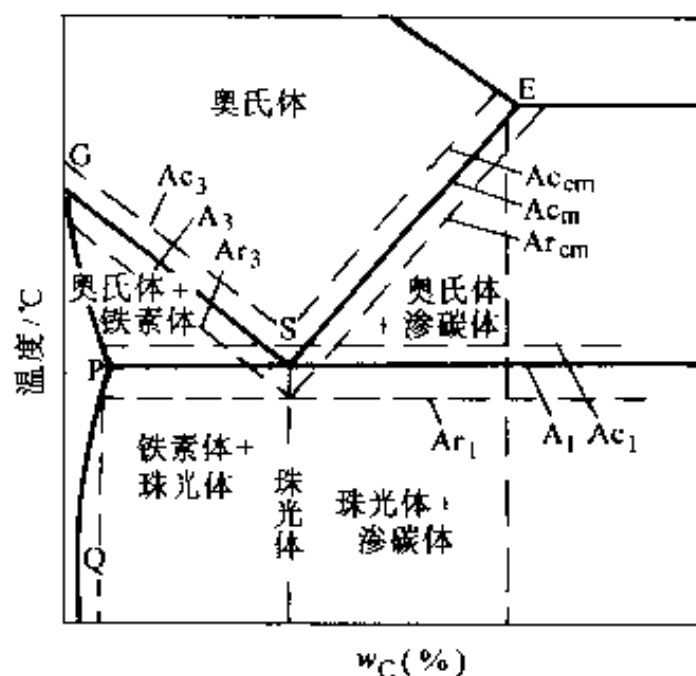 奥氏体
E
G
Ac3
A3
Ar3
Accm
Acm
Arcm
奥氏体+
铁素体
S
奥氏体
+渗碳体
温度/℃
P
Ar1
A1
Ac1
铁素体+
珠光体
珠光体
珠光体+
渗碳体
Q
wC(%)